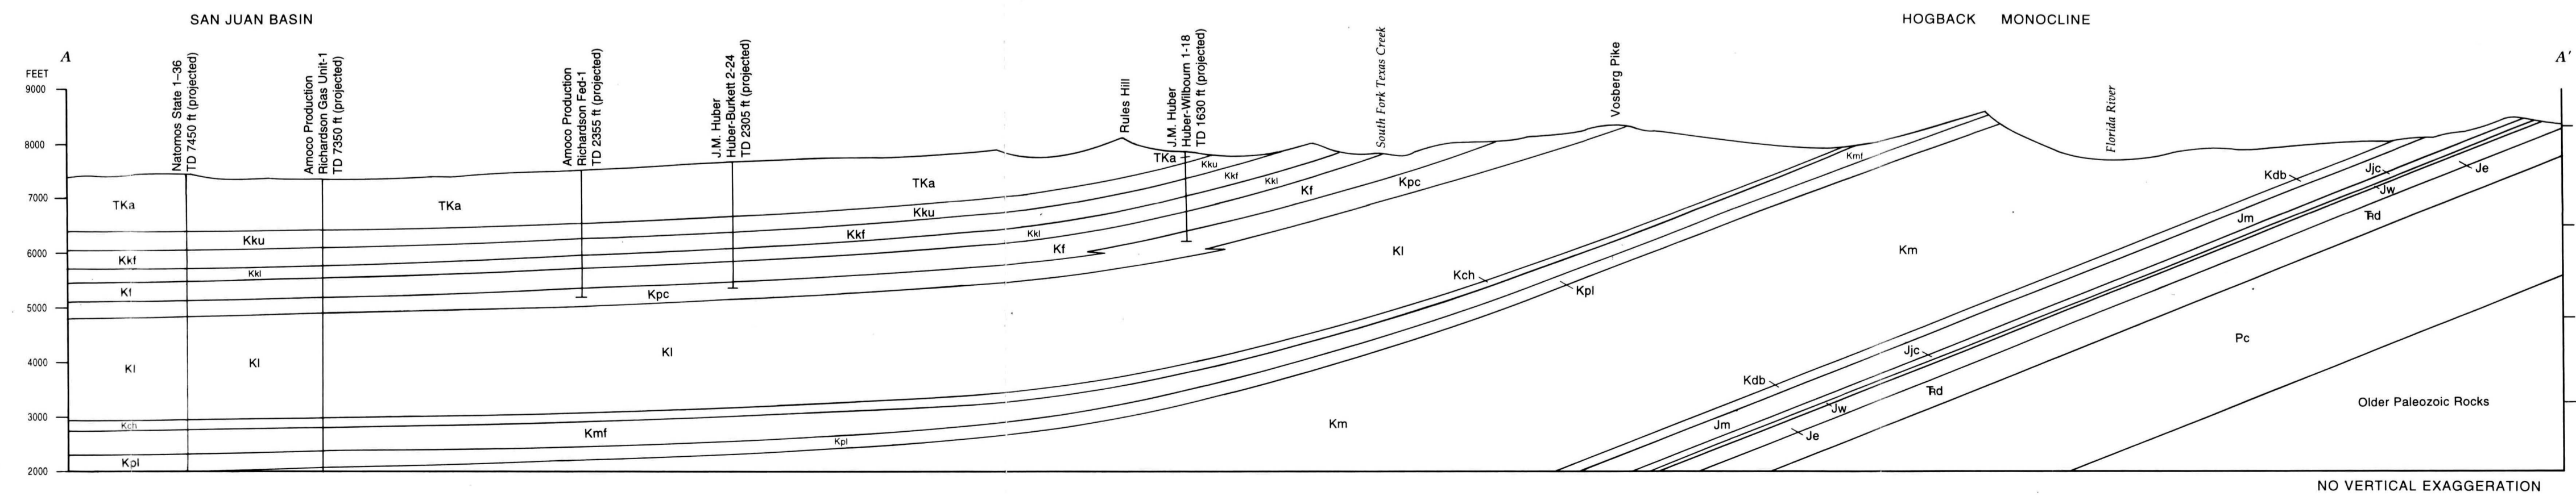 SAN JUAN BASIN
HOGBACK MONOCLINE
A
A'
FEET
9000
8000
7000
6000
5000
4000
3000
2000
Natomos State 1–36
TD 7450 ft (projected)
Amoco Production
Richardson Gas Unit-1
TD 7350 ft (projected)
Amoco Production
Richardson Fed-1
TD 2355 ft (projected)
J.M. Huber
Huber-Burkett 2-24
TD 2305 ft (projected)
Rules Hill
J.M. Huber
Huber-Wilbourn 1-18
TD 1630 ft (projected)
South Fork Texas Creek
Vosberg Pike
Florida River
TKa
TKa
TKa
TKa
Kku
Kku
Kku
Kkf
Kkf
Kkf
Kkl
Kkl
Kkl
Kf
Kf
Kf
Kpc
Kpc
Kl
Kl
Kl
Kl
Kch
Kch
Kmf
Kmf
Kpl
Kpl
Kpl
Km
Km
Kdb
Kdb
Jm
Jm
Jjc
Jjc
Jw
Jw
Je
Je
Ꞇd
Ꞇd
Pc
Older Paleozoic Rocks
NO VERTICAL EXAGGERATION